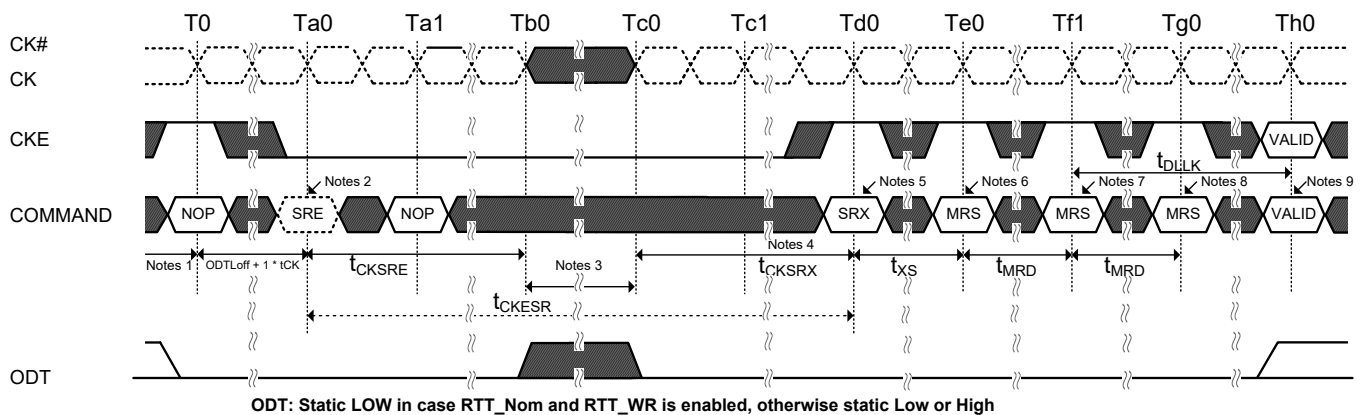 T0 Ta0 Ta1 Tb0 Tc0 Tc1 Td0 Te0 Tf1 Tg0 Th0
CK#
CK
CKE
VALID
tDLLK
Notes 2 Notes 5 Notes 6 Notes 7 Notes 8 Notes 9
COMMAND NOP SRE NOP SRX MRS MRS MRS VALID
Notes 1 ODTLoff + 1 * tCK tCKSRE Notes 3 Notes 4 tCKSRX tXS tMRD tMRD
tCKESR
ODT
ODT: Static LOW in case RTT_Nom and RTT_WR is enabled, otherwise static Low or High